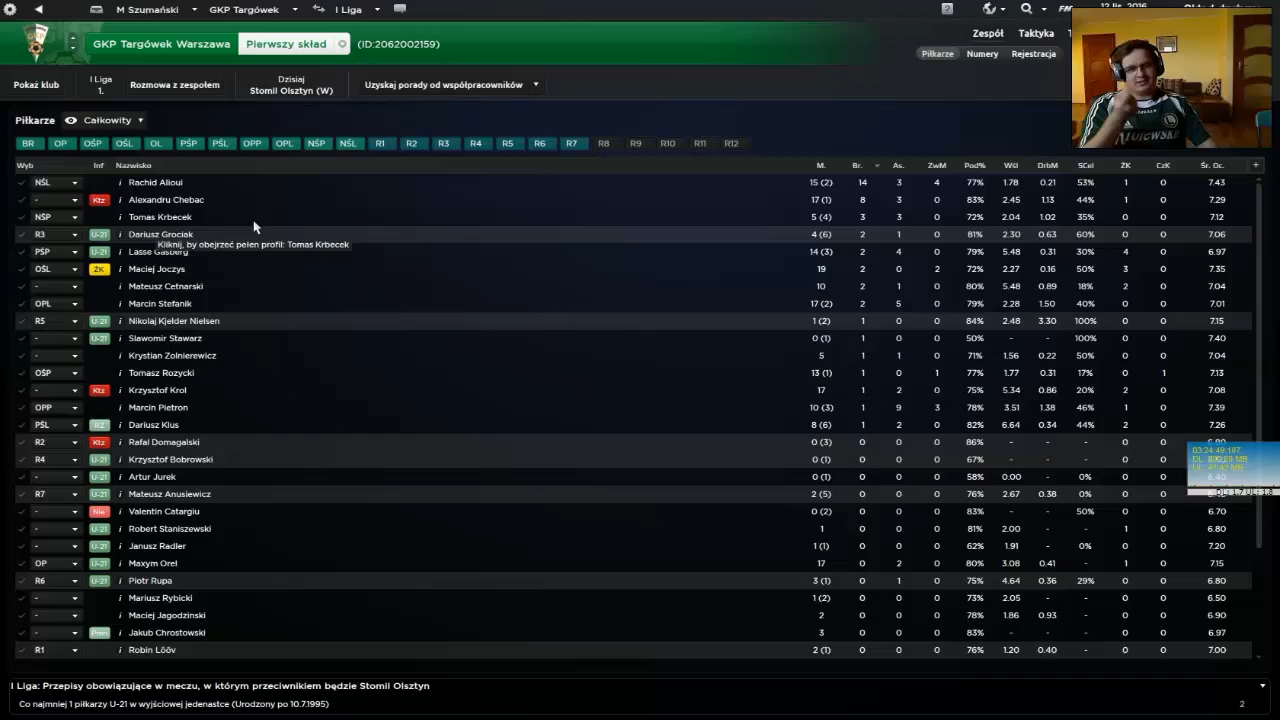 M Szumański GKP Targówek I Liga 12 lis. 2016
GKP Targówek Warszawa Pierwszy skład (ID:2062002159) Zespół Taktyka
Piłkarze Numery Rejestracja
Pokaż klub I Liga 1. Rozmowa z zespołem Dzisiaj Stomil Olsztyn (W) Uzyskaj porady od współpracowników
Piłkarze Całkowity
BR OP OŚP OŚL OL PŚP PŚL OPP OPL NŚP NŚL R1 R2 R3 R4 R5 R6 R7 R8 R9 R10 R11 R12
Wyb Inf Nazwisko M. Br. As. ZwM Pod% Wśl DrbM SCel ŻK CzK Śr. Oc.
NŚL i Rachid Alioui 15 (2) 14 3 4 77% 1.78 0.21 53% 1 0 7.43
- Ktz i Alexandru Chebac 17 (1) 8 3 0 83% 2.45 1.13 44% 1 0 7.29
NŚP i Tomas Krbecek 5 (4) 3 3 0 72% 2.04 1.02 35% 0 0 7.12
R3 U-21 i Dariusz Grociak 4 (6) 2 1 0 81% 2.30 0.63 60% 0 0 7.06
Kliknij, by obejrzeć pełen profil: Tomas Krbecek
PŚP U-21 i Lasse Gasberg 14 (3) 2 4 0 79% 5.48 0.31 30% 0 0 6.97
OŚL ŻK i Maciej Joczys 19 2 0 2 72% 2.27 0.16 50% 3 0 7.35
- i Mateusz Cetnarski 10 2 1 0 80% 5.48 0.89 18% 2 0 7.04
OPL i Marcin Stefanik 17 (2) 2 5 0 79% 2.28 1.50 40% 0 0 7.01
R5 U-21 i Nikolaj Kjelder Nielsen 1 (2) 1 0 0 84% 2.48 3.30 100% 0 0 7.15
- U-21 i Slawomir Stawarz 0 (1) 1 0 0 50% - - 100% 0 0 7.40
- i Krystian Zolnierewicz 5 1 1 0 71% 1.56 0.22 50% 0 0 7.04
OŚP i Tomasz Rozycki 13 (1) 1 0 1 77% 1.77 0.31 17% 0 1 7.13
- Ktz i Krzysztof Krol 17 1 2 0 75% 5.34 0.86 20% 2 0 7.08
OPP i Marcin Pietron 10 (3) 1 9 3 78% 3.51 1.38 46% 1 0 7.39
PŚL RZ i Dariusz Klus 8 (6) 1 2 0 82% 6.64 0.34 44% 2 0 7.26
R2 Ktz i Rafal Domagalski 0 (3) 0 0 0 86% - - - 0 0 6.80
R4 U-21 i Krzysztof Bobrowski 0 (1) 0 0 0 67% - - - 0 0
- U-21 i Artur Jurek 0 (1) 0 0 0 58% 0.00 - 0% 0 0 6.40
R7 U-21 i Mateusz Anusiewicz 2 (5) 0 0 0 76% 2.67 0.38 0% 0 0
- Nie i Valentin Catargiu 0 (2) 0 0 0 83% - - 50% 0 0 6.70
- U-21 i Robert Staniszewski 1 0 0 0 81% 2.00 - - 1 0 6.80
- U-21 i Janusz Radler 1 (1) 0 0 0 62% 1.91 - 0% 0 0 7.20
OP U-21 i Maxym Orel 17 0 2 0 80% 3.08 0.41 - 1 0 7.15
R6 U-21 i Piotr Rupa 3 (1) 0 1 0 75% 4.64 0.36 29% 0 0 6.80
- i Mariusz Rybicki 1 (2) 0 0 0 73% 2.05 - - 0 0 6.50
- i Maciej Jagodzinski 2 0 0 0 78% 1.86 0.93 - 0 0 6.90
- Pmn i Jakub Chrostowski 3 0 0 0 83% - - - 0 0 6.97
R1 i Robin Lööv 2 (1) 0 0 0 76% 1.20 0.40 - 0 0 7.00
03:24:49:187
I Liga: Przepisy obowiązujące w meczu, w którym przeciwnikiem będzie Stomil Olsztyn
Co najmniej 1 piłkarzy U-21 w wyjściowej jedenastce (Urodzony po 10.7.1995) 2